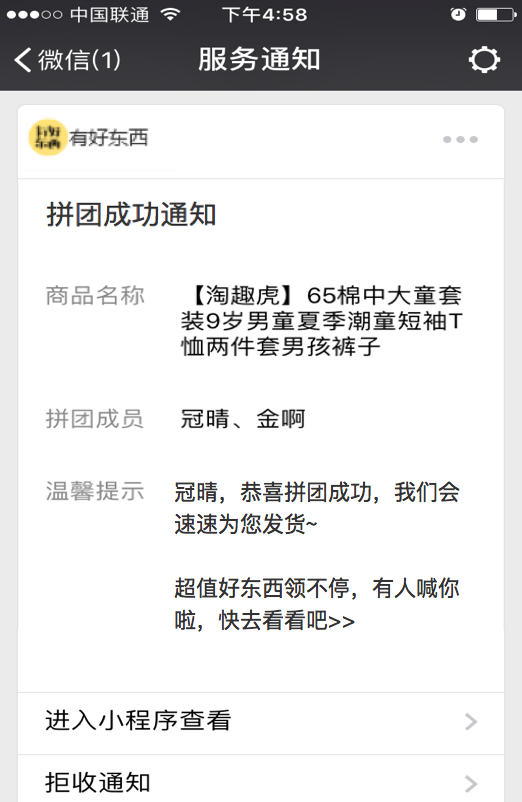 中国联通
下午4:58
微信(1)
服务通知
有好东西
有好东西
拼团成功通知
商品名称
【淘趣虎】65棉中大童套
装9岁男童夏季潮童短袖T
恤两件套男孩裤子
拼团成员
冠晴、金啊
温馨提示
冠晴，恭喜拼团成功，我们会
速速为您发货~
超值好东西领不停，有人喊你
啦，快去看看吧>>
进入小程序查看
拒收通知